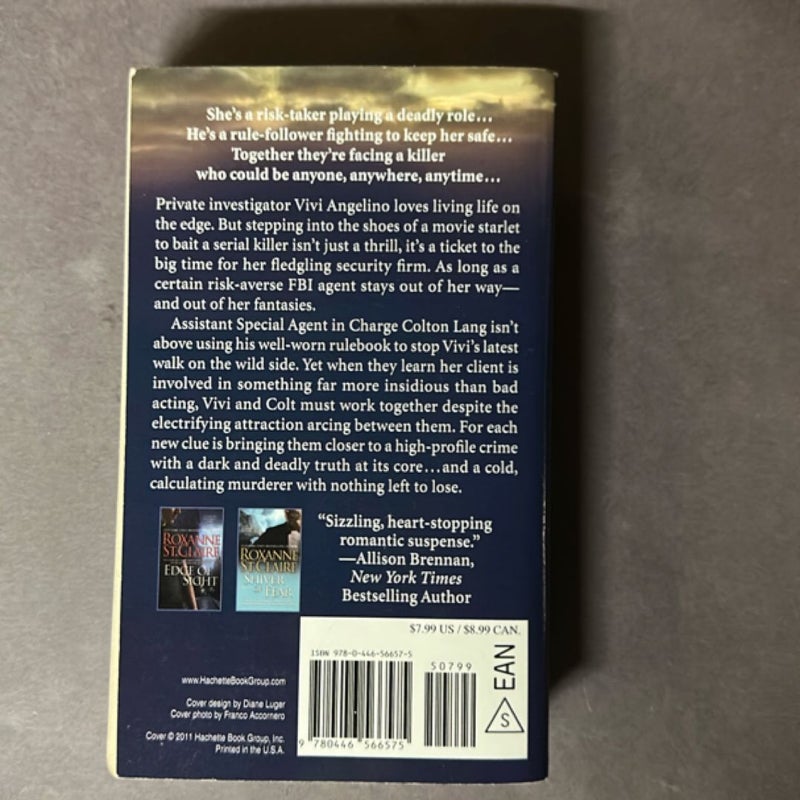 She's a risk-taker playing a deadly role...
He's a rule-follower fighting to keep her safe...
Together they're facing a killer
who could be anyone, anywhere, anytime...
Private investigator Vivi Angelino loves living life on
the edge. But stepping into the shoes of a movie starlet
to bait a serial killer isn't just a thrill, it's a ticket to the
big time for her fledgling security firm. As long as a
certain risk-averse FBI agent stays out of her way—
and out of her fantasies.
Assistant Special Agent in Charge Colton Lang isn't
above using his well-worn rulebook to stop Vivi's latest
walk on the wild side. Yet when they learn her client is
involved in something far more insidious than bad
acting, Vivi and Colt must work together despite the
electrifying attraction arcing between them. For each
new clue is bringing them closer to a high-profile crime
with a dark and deadly truth at its core...and a cold,
calculating murderer with nothing left to lose.
ROXANNE
ST. CLAIRE
EDGE OF
SIGHT
ROXANNE
ST. CLAIRE
SHIVER
OF FEAR
"Sizzling, heart-stopping
romantic suspense."
—Allison Brennan,
New York Times
Bestselling Author
$7.99 US / $8.99 CAN.
ISBN 978-0-446-56657-5
50799
EAN
S
9 780446 566575
www.HachetteBookGroup.com
Cover design by Diane Luger
Cover photo by Franco Accornero
Cover © 2011 Hachette Book Group, Inc.
Printed in the U.S.A.